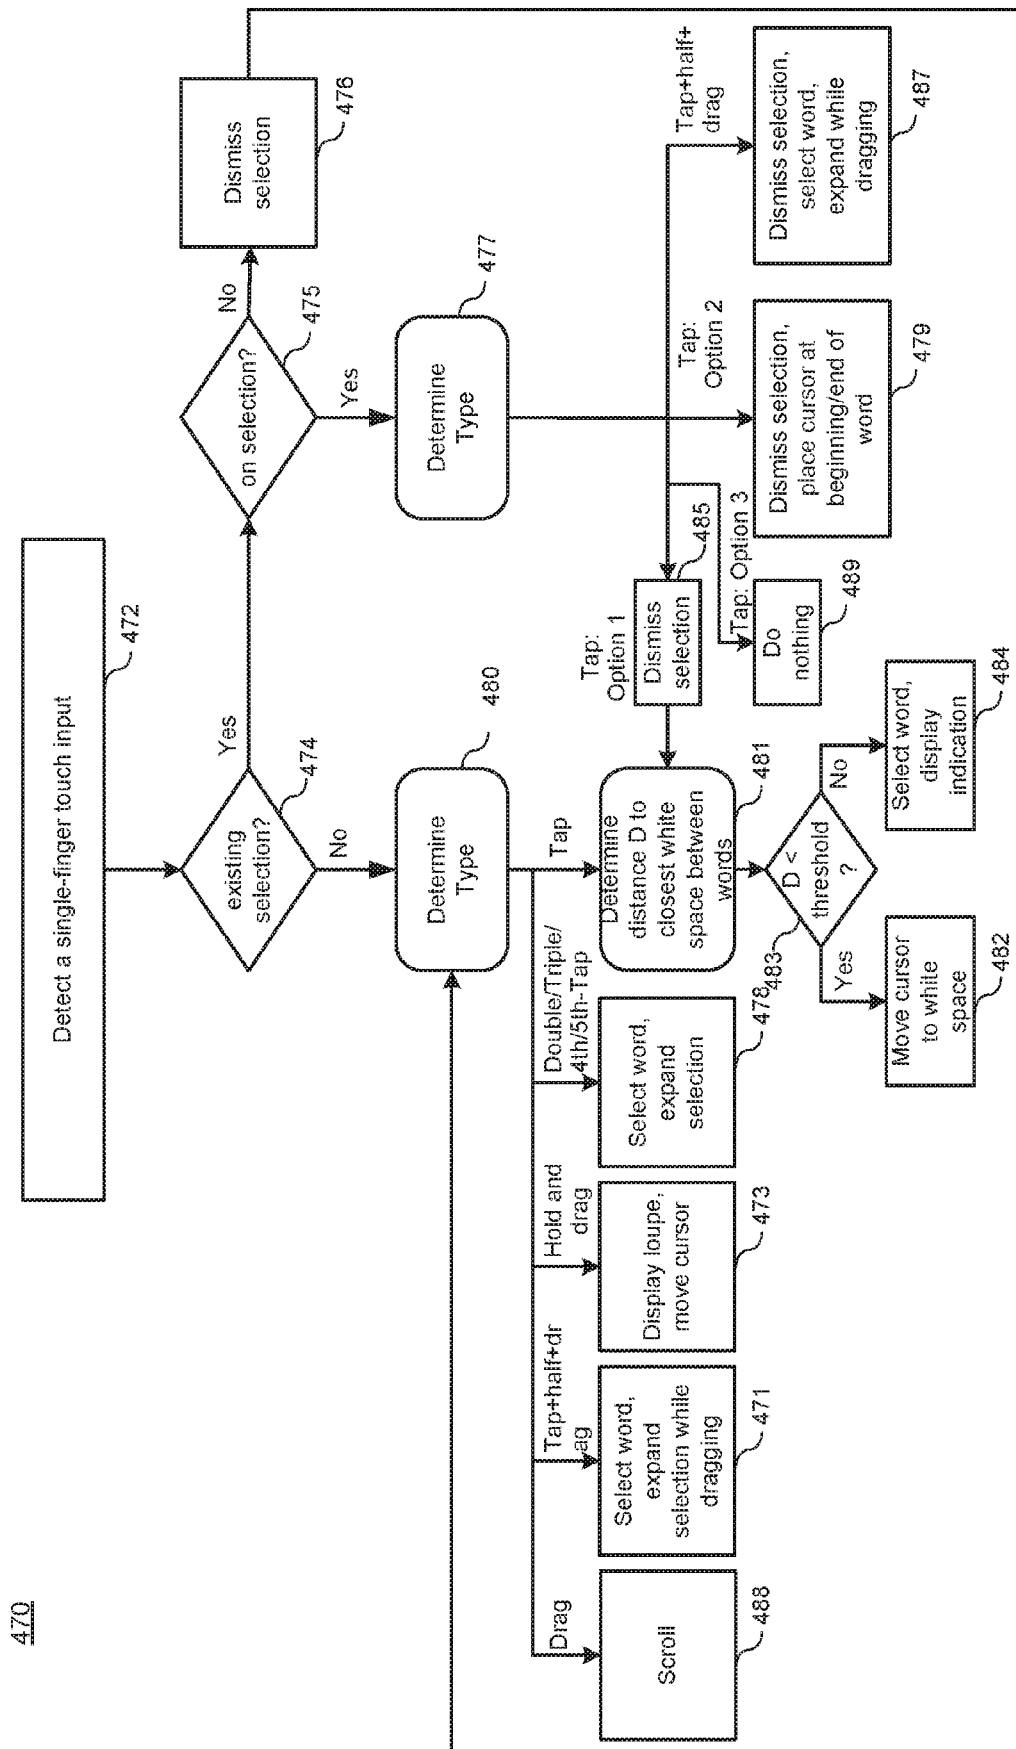 470
Detect a single-finger touch input
472
existing
selection?
474
Yes
No
on selection?
475
No
Yes
Dismiss
selection
476
Determine
Type
480
Determine
Type
477
Drag
Tap+half+dr
ag
Hold and
drag
Double/Triple/
4th/5th-Tap
Tap
Tap:
Option 1
Tap: Option 3
Tap:
Option 2
Tap+half+
drag
Scroll
488
Select word,
expand
selection while
dragging
471
Display loupe,
move cursor
473
Select word,
expand
selection
478
Determine
distance D to
closest white
space between
words
481
Dismiss
selection
485
Do
nothing
489
Dismiss selection,
place cursor at
beginning/end of
word
479
Dismiss selection,
select word,
expand while
dragging
487
D <
threshold
?
483
Yes
No
Move cursor
to white
space
482
Select word,
display
indication
484